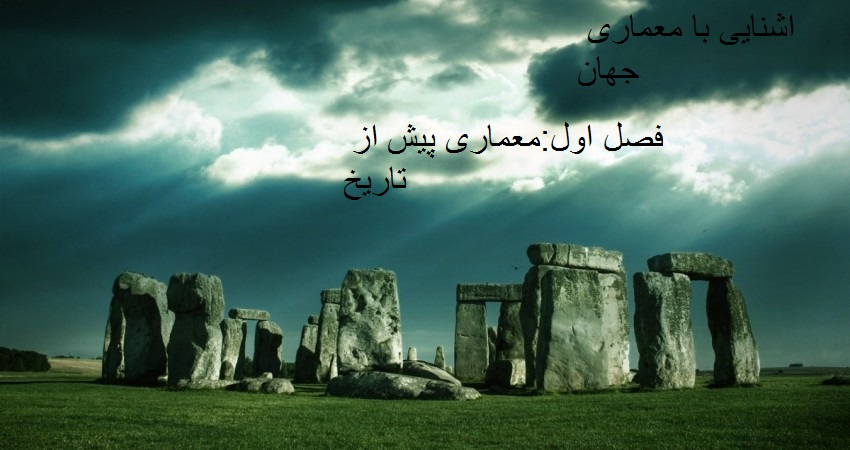 اشنایی با معماری
جهان
فصل اول:معماری پیش از
تاریخ